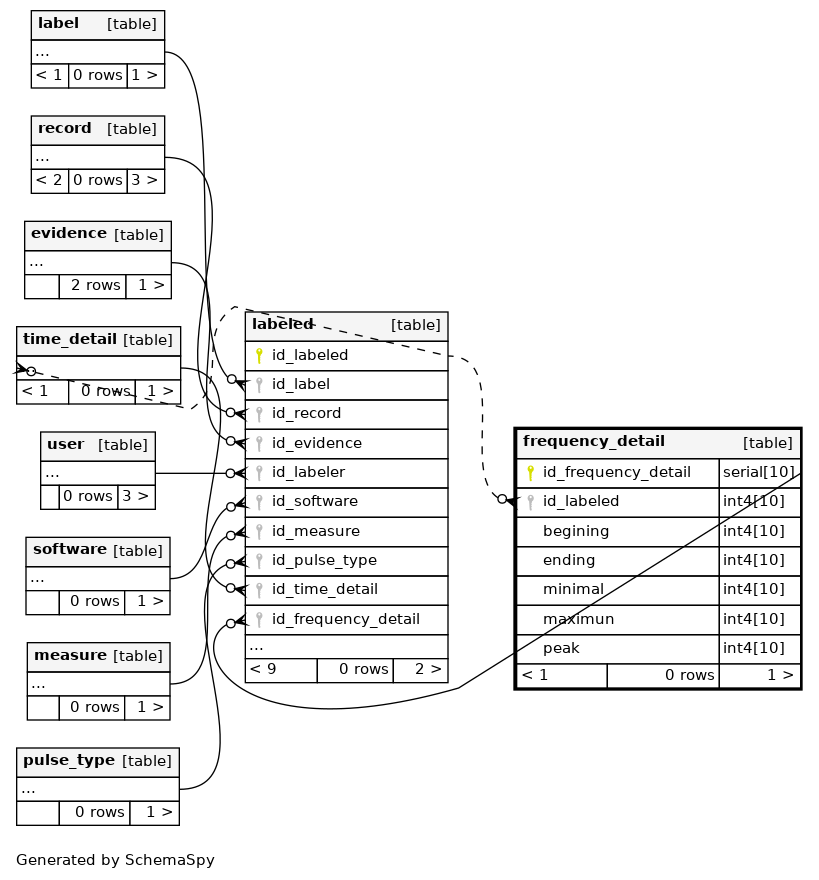 label [table]
...
< 1 0 rows 1 >
record [table]
...
< 2 0 rows 3 >
evidence [table]
...
2 rows 1 >
time_detail [table]
< 1 0 rows 1 >
user [table]
...
0 rows 3 >
software [table]
...
0 rows 1 >
measure [table]
...
0 rows 1 >
pulse_type [table]
...
0 rows 1 >
labeled [table]
id_labeled
id_label
id_record
id_evidence
id_labeler
id_software
id_measure
id_pulse_type
id_time_detail
id_frequency_detail
...
< 9 0 rows 2 >
frequency_detail [table]
id_frequency_detail serial[10]
id_labeled int4[10]
begining int4[10]
ending int4[10]
minimal int4[10]
maximun int4[10]
peak int4[10]
< 1 0 rows 1 >
Generated by SchemaSpy